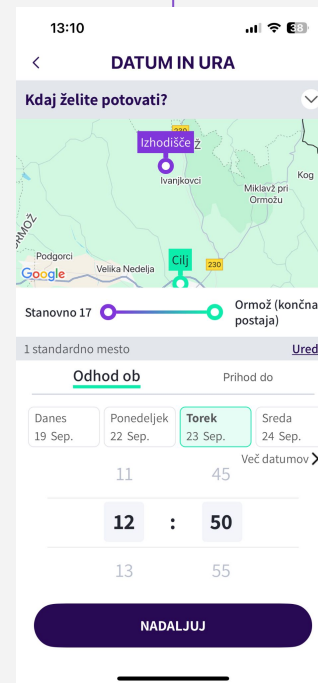 13:10
38
DATUM IN URA
Kdaj želite potovati?
230
Izhodišče
Ž
Ivanjkovci
Kog
Miklavž pri
Ormožu
MOŽ
Podgorci
Velika Nedelja
Cilj
230
Google
Stanovno 17
Ormož (končna
postaja)
1 standardno mesto
Ured
Odhod ob
Prihod do
Danes
19 Sep.
Ponedeljek
22 Sep.
Torek
23 Sep.
Sreda
24 Sep.
Več datumov
11 45
12 : 50
13 55
NADALJUJ